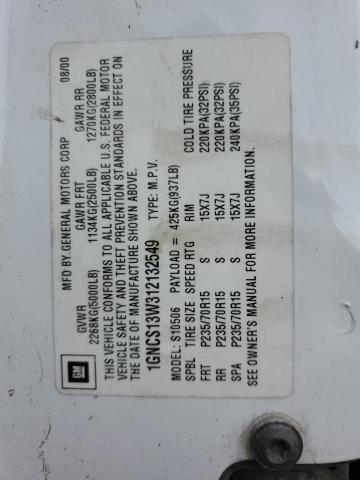 GM
MFD BY GENERAL MOTORS CORP 08/00
GVWR GAWR FRT GAWR RR
2268KG(5000LB) 1134KG(2500LB) 1270KG(2800LB)
THIS VEHICLE CONFORMS TO ALL APPLICABLE U.S. FEDERAL MOTOR
VEHICLE SAFETY AND THEFT PREVENTION STANDARDS IN EFFECT ON
THE DATE OF MANUFACTURE SHOWN ABOVE.
1GNCS13W312132549 TYPE: M.P.V.
MODEL: S10506 PAYLOAD = 425KG(937LB)
SPBL TIRE SIZE SPEED RTG RIM COLD TIRE PRESSURE
FRT P235/70R15 S 15X7J 220KPA(32PSI)
RR P235/70R15 S 15X7J 220KPA(32PSI)
SPA P235/70R15 S 15X7J 240KPA(35PSI)
SEE OWNER'S MANUAL FOR MORE INFORMATION.